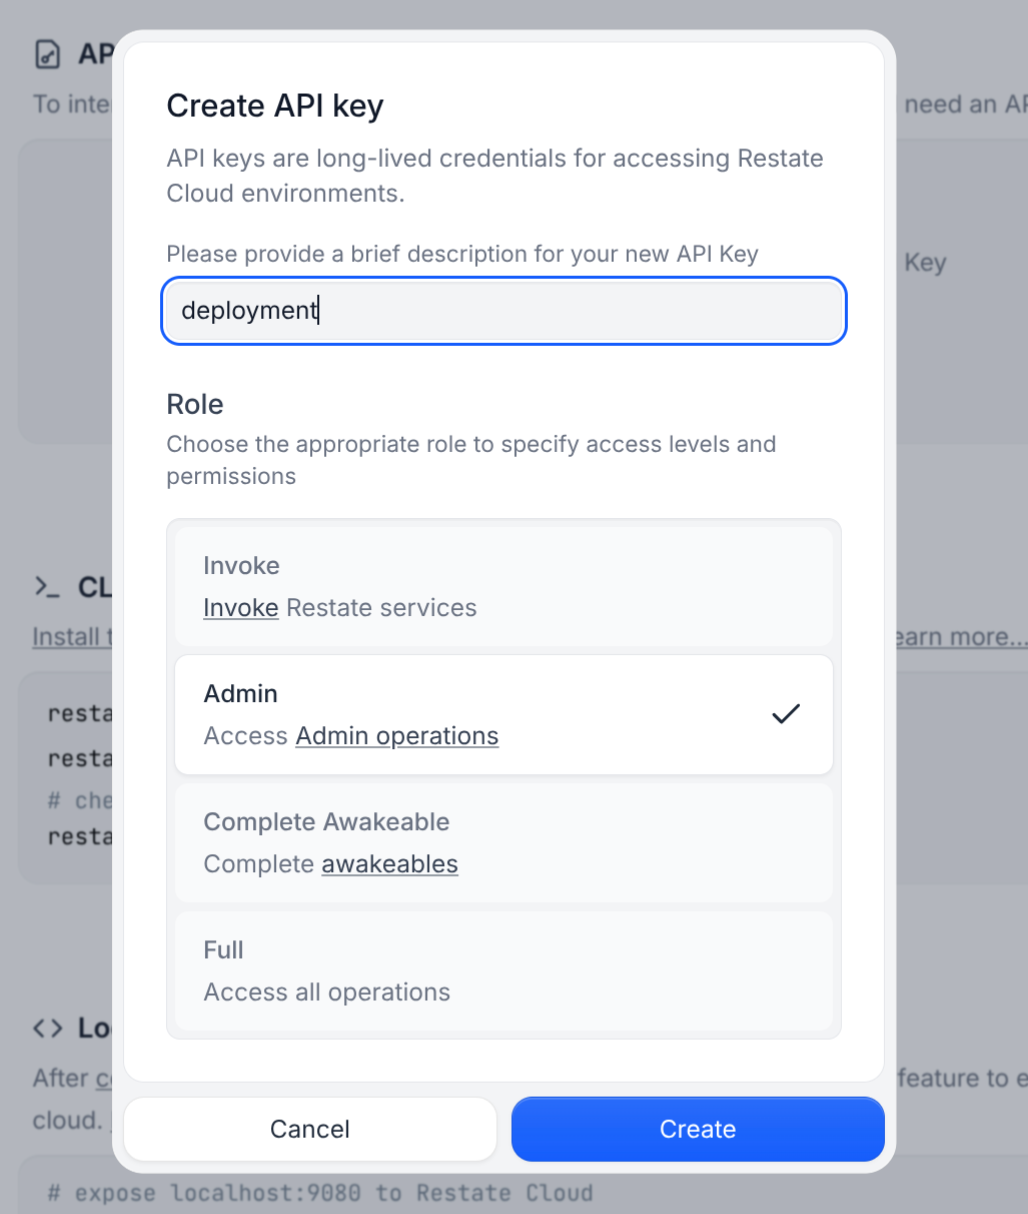 Create API key
API keys are long-lived credentials for accessing Restate
Cloud environments.
Please provide a brief description for your new API Key
deployment
Role
Choose the appropriate role to specify access levels and
permissions
Invoke
Invoke Restate services
Admin
Access Admin operations
Complete Awakeable
Complete awakeables
Full
Access all operations
Cancel
Create
To inte
need an AP
Key
Install t
earn more...
resta
resta
# che
resta
After
feature to e
cloud.
# expose localhost:9080 to Restate Cloud